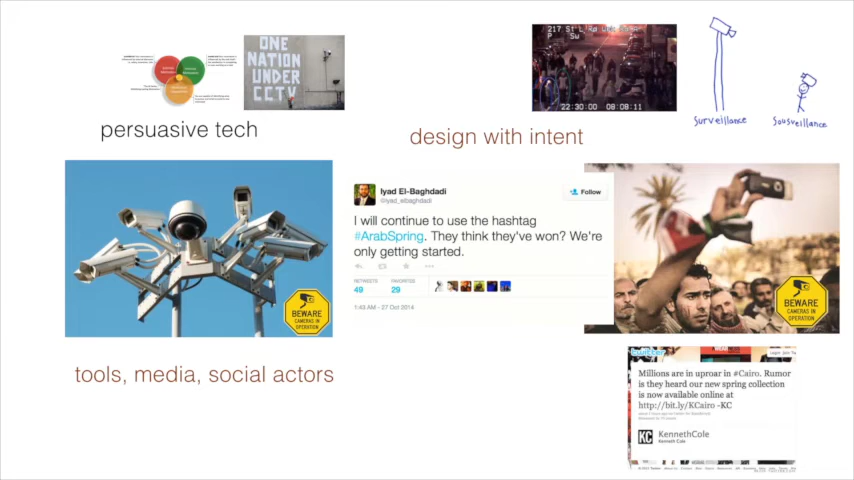 ONE
NATION
UNDER
CCTV
217 St L
P Sw
22:30:00 08:08:11
Surveillance
Sousveillance
persuasive tech
design with intent
Iyad El-Baghdadi
@iyad_elbaghdadi
Follow
I will continue to use the hashtag
#ArabSpring. They think they've won? We're
only getting started.
RETWEETS FAVORITES
49 29
1:43 AM - 27 Oct 2014
BEWARE
CAMERAS IN
OPERATION
BEWARE
CAMERAS IN
OPERATION
tools, media, social actors
twitter
Millions are in uproar in #Cairo. Rumor
is they heard our new spring collection
is now available online at
http://bit.ly/KCairo -KC
KC KennethCole
Kenneth Cole